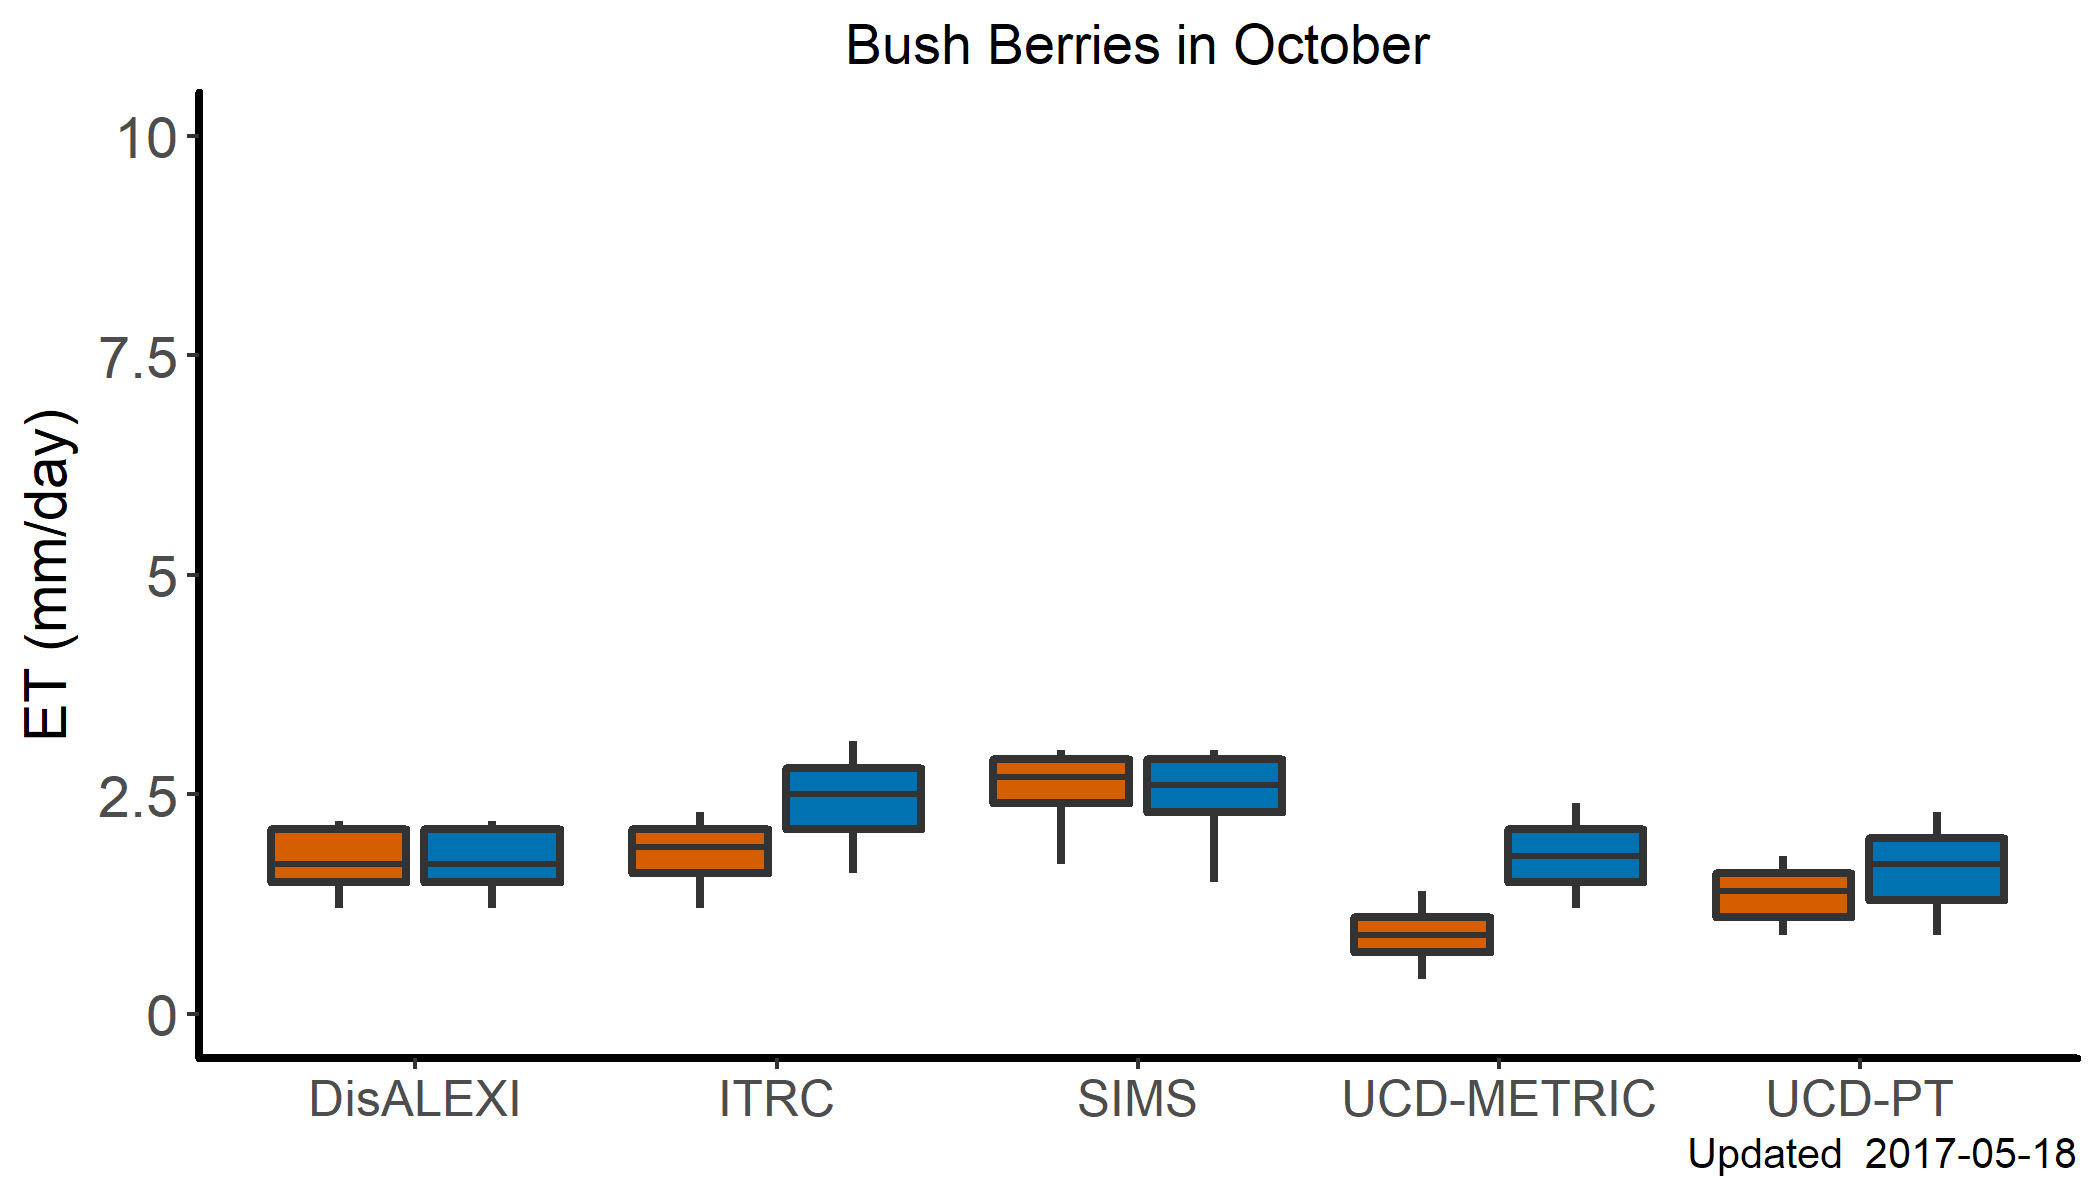 Bush Berries in October
10
7.5
5
2.5
0
ET (mm/day)
DisALEXI
ITRC
SIMS
UCD-METRIC
UCD-PT
Updated  2017-05-18